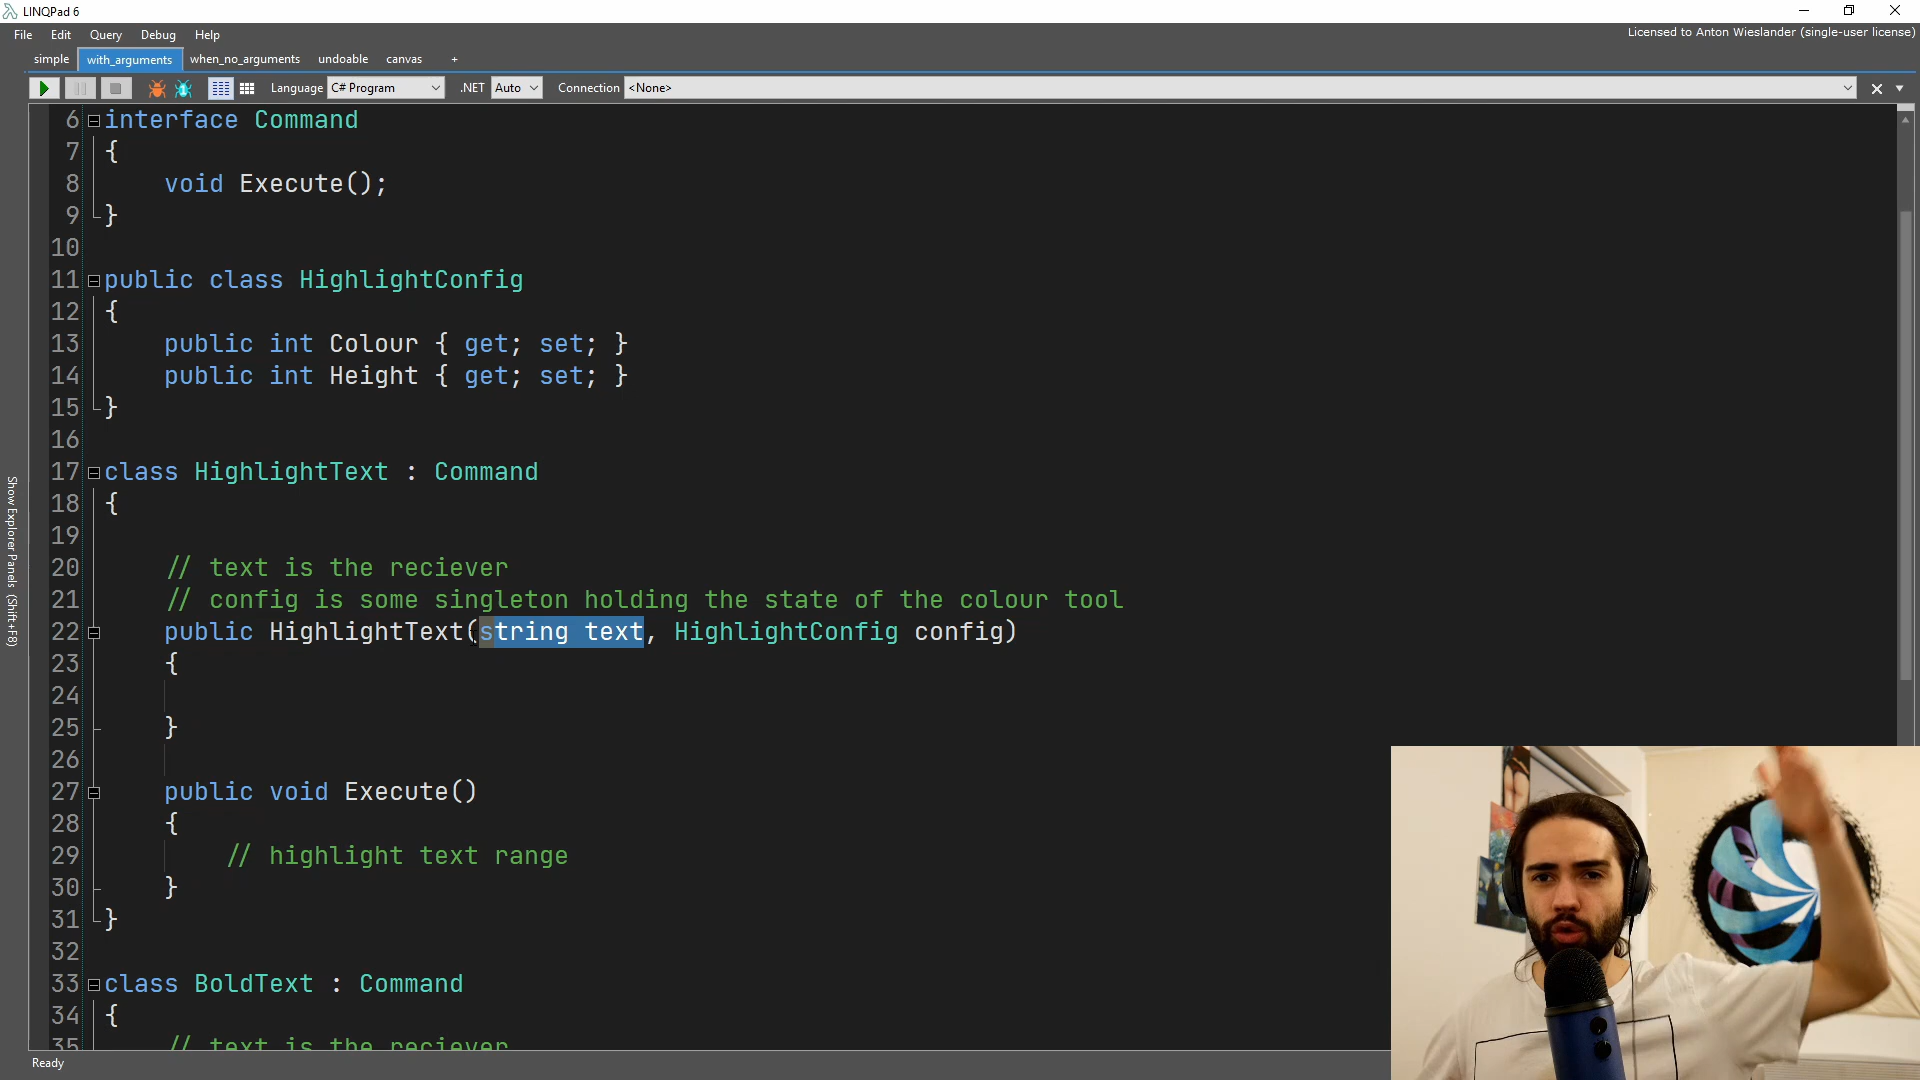 LINQPad 6
File Edit Query Debug Help
Licensed to Anton Wieslander (single-user license)
simple with_arguments when_no_arguments undoable canvas +
Language C# Program .NET Auto Connection <None>
6 interface Command
7 {
8 void Execute();
9 }
10
11 public class HighlightConfig
12 {
13 public int Colour { get; set; }
14 public int Height { get; set; }
15 }
16
17 class HighlightText : Command
18 {
19
20 // text is the reciever
21 // config is some singleton holding the state of the colour tool
22 public HighlightText(string text, HighlightConfig config)
23 {
24
25 }
26
27 public void Execute()
28 {
29 // highlight text range
30 }
31 }
32
33 class BoldText : Command
34 {
35 // text is the reciever
Show Explorer Panels (Shift+F8)
Ready